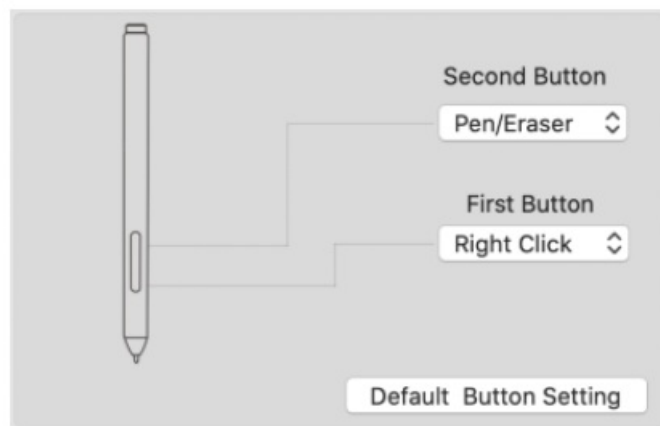 Second Button
Pen/Eraser
First Button
Right Click
Default Button Setting